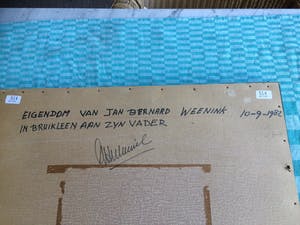 EIGENDOM VAN JAN BERNARD WEENINK 10-9-1982
IN BRUIKLEEN AAN ZYN VADER